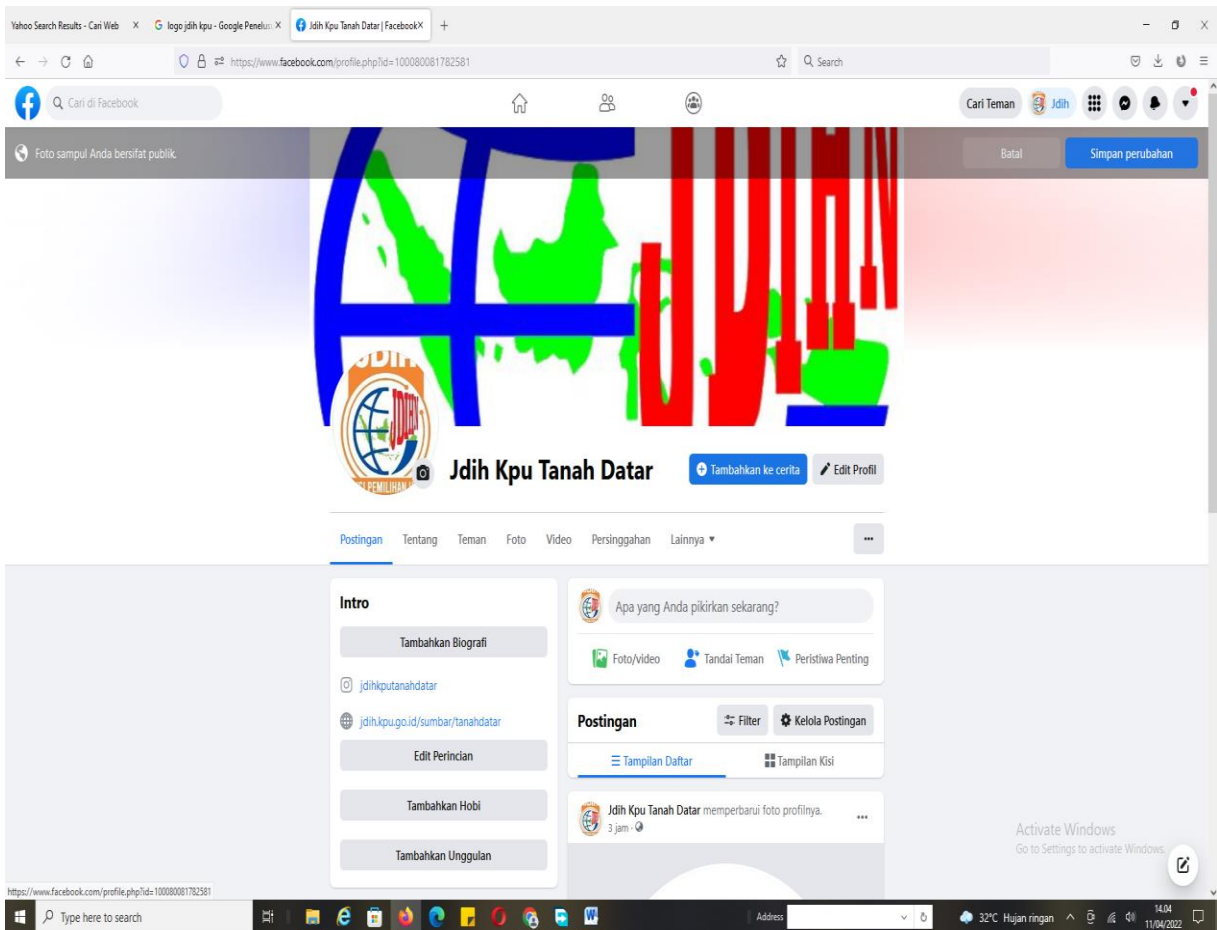 Yahoo Search Results - Cari Web
logo jdih kpu - Google Penelus
Jdih Kpu Tanah Datar | Facebook
https://www.facebook.com/profile.php?id=100080081782581
Search
Cari di Facebook
Cari Teman
Jdih
Foto sampul Anda bersifat publik.
Batal
Simpan perubahan
JDIHN
JDIHN
Jdih Kpu Tanah Datar
Tambahkan ke cerita
Edit Profil
Postingan Tentang Teman Foto Video Persinggahan Lainnya
Intro
Tambahkan Biografi
jdihkputanahdatar
jdih.kpu.go.id/sumbar/tanahdatar
Edit Perincian
Tambahkan Hobi
Tambahkan Unggulan
Apa yang Anda pikirkan sekarang?
Foto/video
Tandai Teman
Peristiwa Penting
Postingan
Filter
Kelola Postingan
Tampilan Daftar
Tampilan Kisi
Jdih Kpu Tanah Datar memperbarui foto profilnya.
3 jam ·
Activate Windows
Go to Settings to activate Windows.
https://www.facebook.com/profile.php?id=100080081782581
Type here to search
Address
32°C Hujan ringan
14.04
11/04/2022